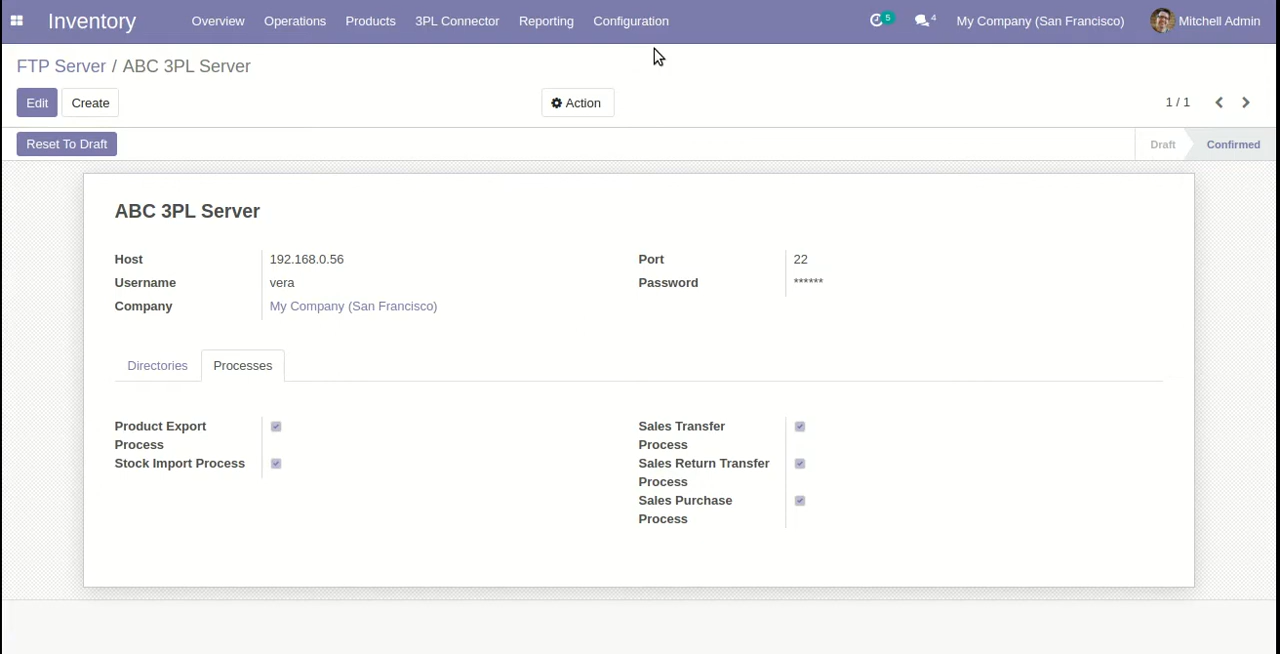 Inventory Overview Operations Products 3PL Connector Reporting Configuration 5 4 My Company (San Francisco) Mitchell Admin
FTP Server / ABC 3PL Server
Edit Create Action 1 / 1
Reset To Draft Draft Confirmed
ABC 3PL Server
Host 192.168.0.56 Port 22
Username vera Password ******
Company My Company (San Francisco)
Directories Processes
Product Export Sales Transfer
Process Process
Stock Import Process Sales Return Transfer
Process
Sales Purchase
Process